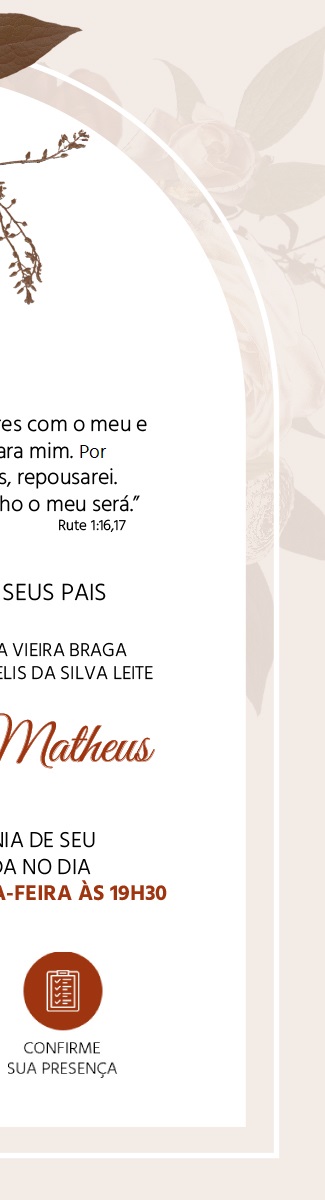 res com o meu e
ara mim. Por
s, repousarei.
ho o meu será.”
Rute 1:16,17
SEUS PAIS
A VIEIRA BRAGA
ELIS DA SILVA LEITE
Matheus
NIA DE SEU
DA NO DIA
A-FEIRA ÀS 19H30
CONFIRME
SUA PRESENÇA